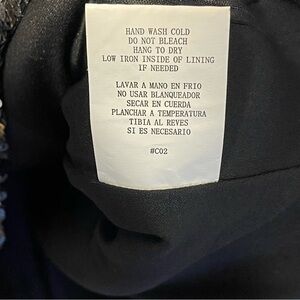 HAND WASH COLD
DO NOT BLEACH
HANG TO DRY
LOW IRON INSIDE OF LINING
IF NEEDED
LAVAR A MANO EN FRIO
NO USAR BLANQUEADOR
SECAR EN CUERDA
PLANCHAR A TEMPERATURA
TIBIA AL REVES
SI ES NECESARIO
#C02